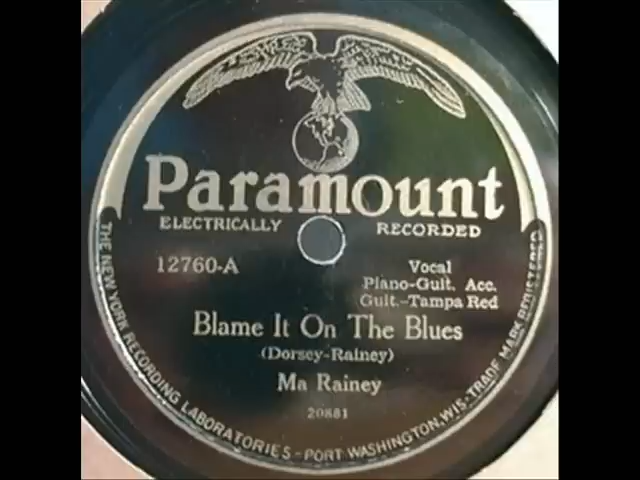 Paramount
ELECTRICALLY RECORDED
12760-A
Vocal
Piano-Guit. Acc.
Guit.-Tampa Red
Blame It On The Blues
(Dorsey-Rainey)
Ma Rainey
20881
THE NEW YORK RECORDING LABORATORIES - PORT WASHINGTON, WIS. - TRADE MARK REGISTERED